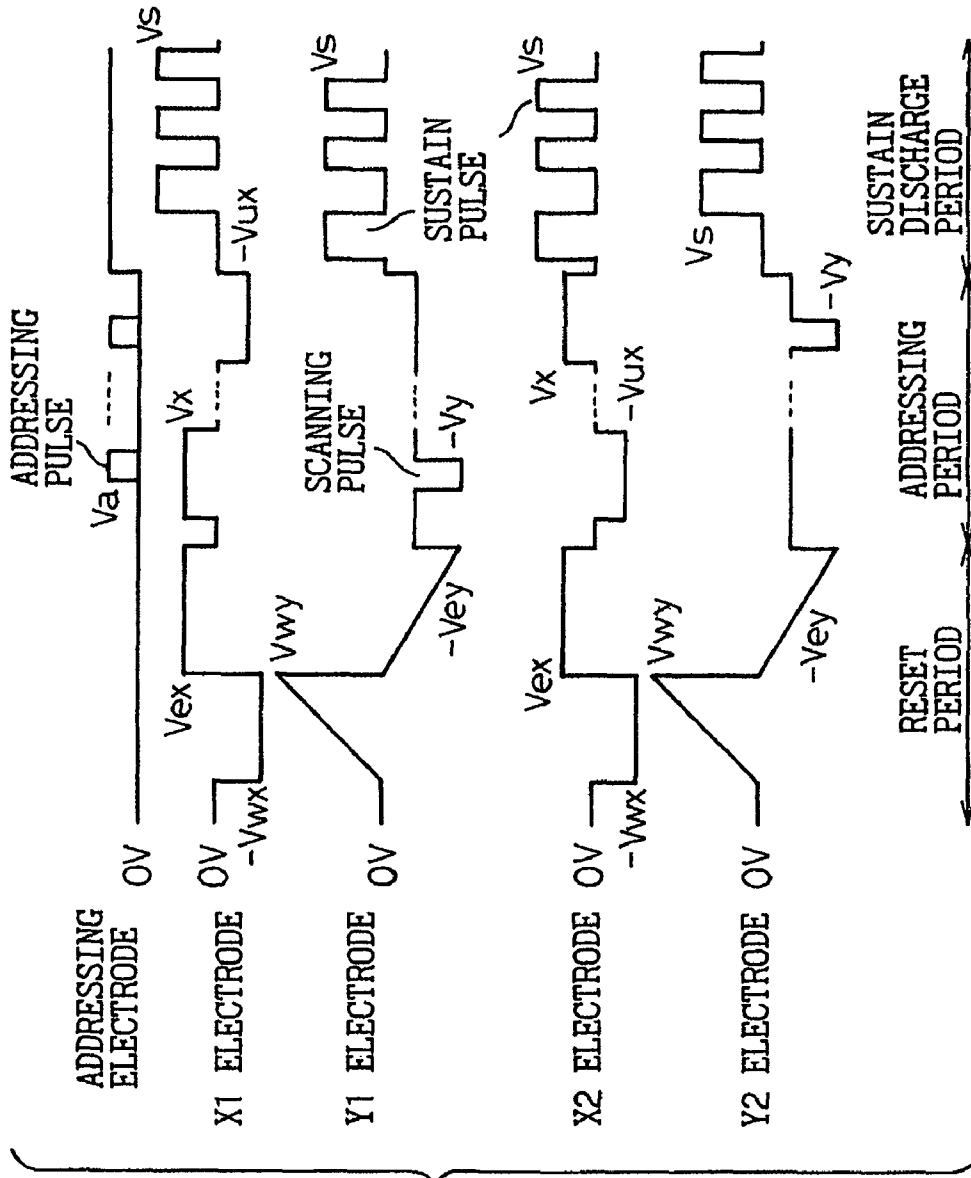 ADDRESSING
ELECTRODE
0V
Va
ADDRESSING
PULSE
X1 ELECTRODE
0V
-Vwx
Vex
Vx
-Vux
Vs
Y1 ELECTRODE
0V
Vwy
-Vey
SCANNING
PULSE
-Vy
SUSTAIN
PULSE
Vs
X2 ELECTRODE
0V
-Vwx
Vex
-Vux
Vx
Vs
Y2 ELECTRODE
0V
Vwy
-Vey
-Vy
Vs
RESET
PERIOD
ADDRESSING
PERIOD
SUSTAIN
DISCHARGE
PERIOD